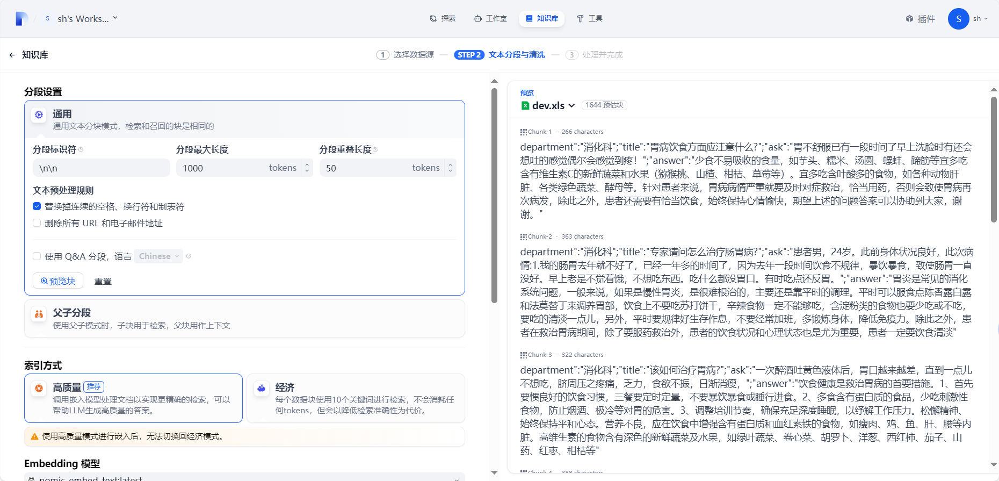 S sh's Works...
探索
工作室
知识库
工具
插件
S sh
知识库
1 选择数据源
STEP 2 文本分段与清洗
3 处理并完成
分段设置
通用
通用文本分块模式，检索和召回的块是相同的
分段标识符
分段最大长度
分段重叠长度
\n\n
1000 tokens
50 tokens
文本预处理规则
替换掉连续的空格、换行符和制表符
删除所有 URL 和电子邮件地址
使用 Q&A 分段，语言 Chinese
预览块 重置
父子分段
使用父子模式时，子块用于检索，父块用作上下文
索引方式
高质量 推荐
调用嵌入模型处理文档以实现更精确的检索，可以
帮助LLM生成高质量的答案。
经济
每个数据块使用10个关键词进行检索，不会消耗任
何tokens，但会以降低检索准确性为代价。
使用高质量模式进行嵌入后，无法切换回经济模式。
Embedding 模型
nomic-embed-text:latest
预览
dev.xls 1644 预估块
Chunk-1 · 266 characters
department":"消化科";"title":"胃病饮食方面应注意什么?";"ask":"胃不舒服已有一段时间了早上洗脸时有还会
想吐的感觉偶尔会感觉到疼！";"answer":"少食不易吸收的食量，如芋头、糯米、汤圆、螺蚌、蹄筋等宜多吃
含有维生素C的新鲜蔬菜和水果（猕猴桃、山楂、柑桔、草莓等）。宜多吃含叶酸多的食物，如各种动物肝
脏、各类绿色蔬菜、酵母等。针对患者来说，胃病病情严重就要及时对症救治，恰当用药，否则会致使胃病再
次病发，除此之外，患者还需要有恰当饮食，始终保持心情愉快，期望上述的问题答案可以协助到大家，谢
谢。"
Chunk-2 · 363 characters
department":"消化科";"title":"专家请问怎么治疗肠胃病?";"ask":"患者男，24岁。此前身体状况良好，此次病
情:1.我的肠胃去年就不好了，已经一年多的时间了，因为去年一段时间饮食不规律，暴饮暴食，致使肠胃一直
没好。早上老是不觉着饿，不想吃东西。吃什么都没胃口。有时吃点还反胃。";"answer":"胃炎是常见的消化
系统问题，一般来说，如果是慢性胃炎，是很难根治的，主要还是靠平时的调理。平时可以服食点陈香露白露
和法莫替丁来调养胃部，饮食上不要吃苏打饼干，辛辣食物一定不能够吃，含淀粉类的食物也要少吃或不吃，
要吃的清淡一点儿，另外，平时要规律好生存作息，不要经常加班，多锻炼身体，降低免疫力。除此之外，患
者在救治胃病期间，除了要服药救治外，患者的饮食状况和心理状态也是尤为重要，患者一定要饮食清淡"
Chunk-3 · 322 characters
department":"消化科";"title":"该如何治疗胃病?";"ask":"一次醉酒吐黄色液体后，胃口越来越差，直到一点儿
不想吃，脐周压之疼痛，乏力，食欲不振，日渐消瘦，";"answer":"饮食健康是救治胃病的首要措施。1、首先
要惯良好的饮食习惯，三餐要定时定量，不要暴饮暴食或睡行进食。2、多食含有蛋白质的食品，少吃刺激性
食物，防止烟酒、极冷等对胃的危害。3、调整培训节奏，确保充足深度睡眠，以纾解工作压力。松懈精神、
始终保持平和心态。营养不良，应在饮食中增强含有蛋白质和血红素铁的食物，如瘦肉、鸡、鱼、肝、腰等内
脏。高维生素的食物含有深色的新鲜蔬菜及水果，如绿叶蔬菜、卷心菜、胡罗卜、洋葱、西红柿、茄子、山
药、红枣、柑桔等"
Chunk-4 · 388 characters